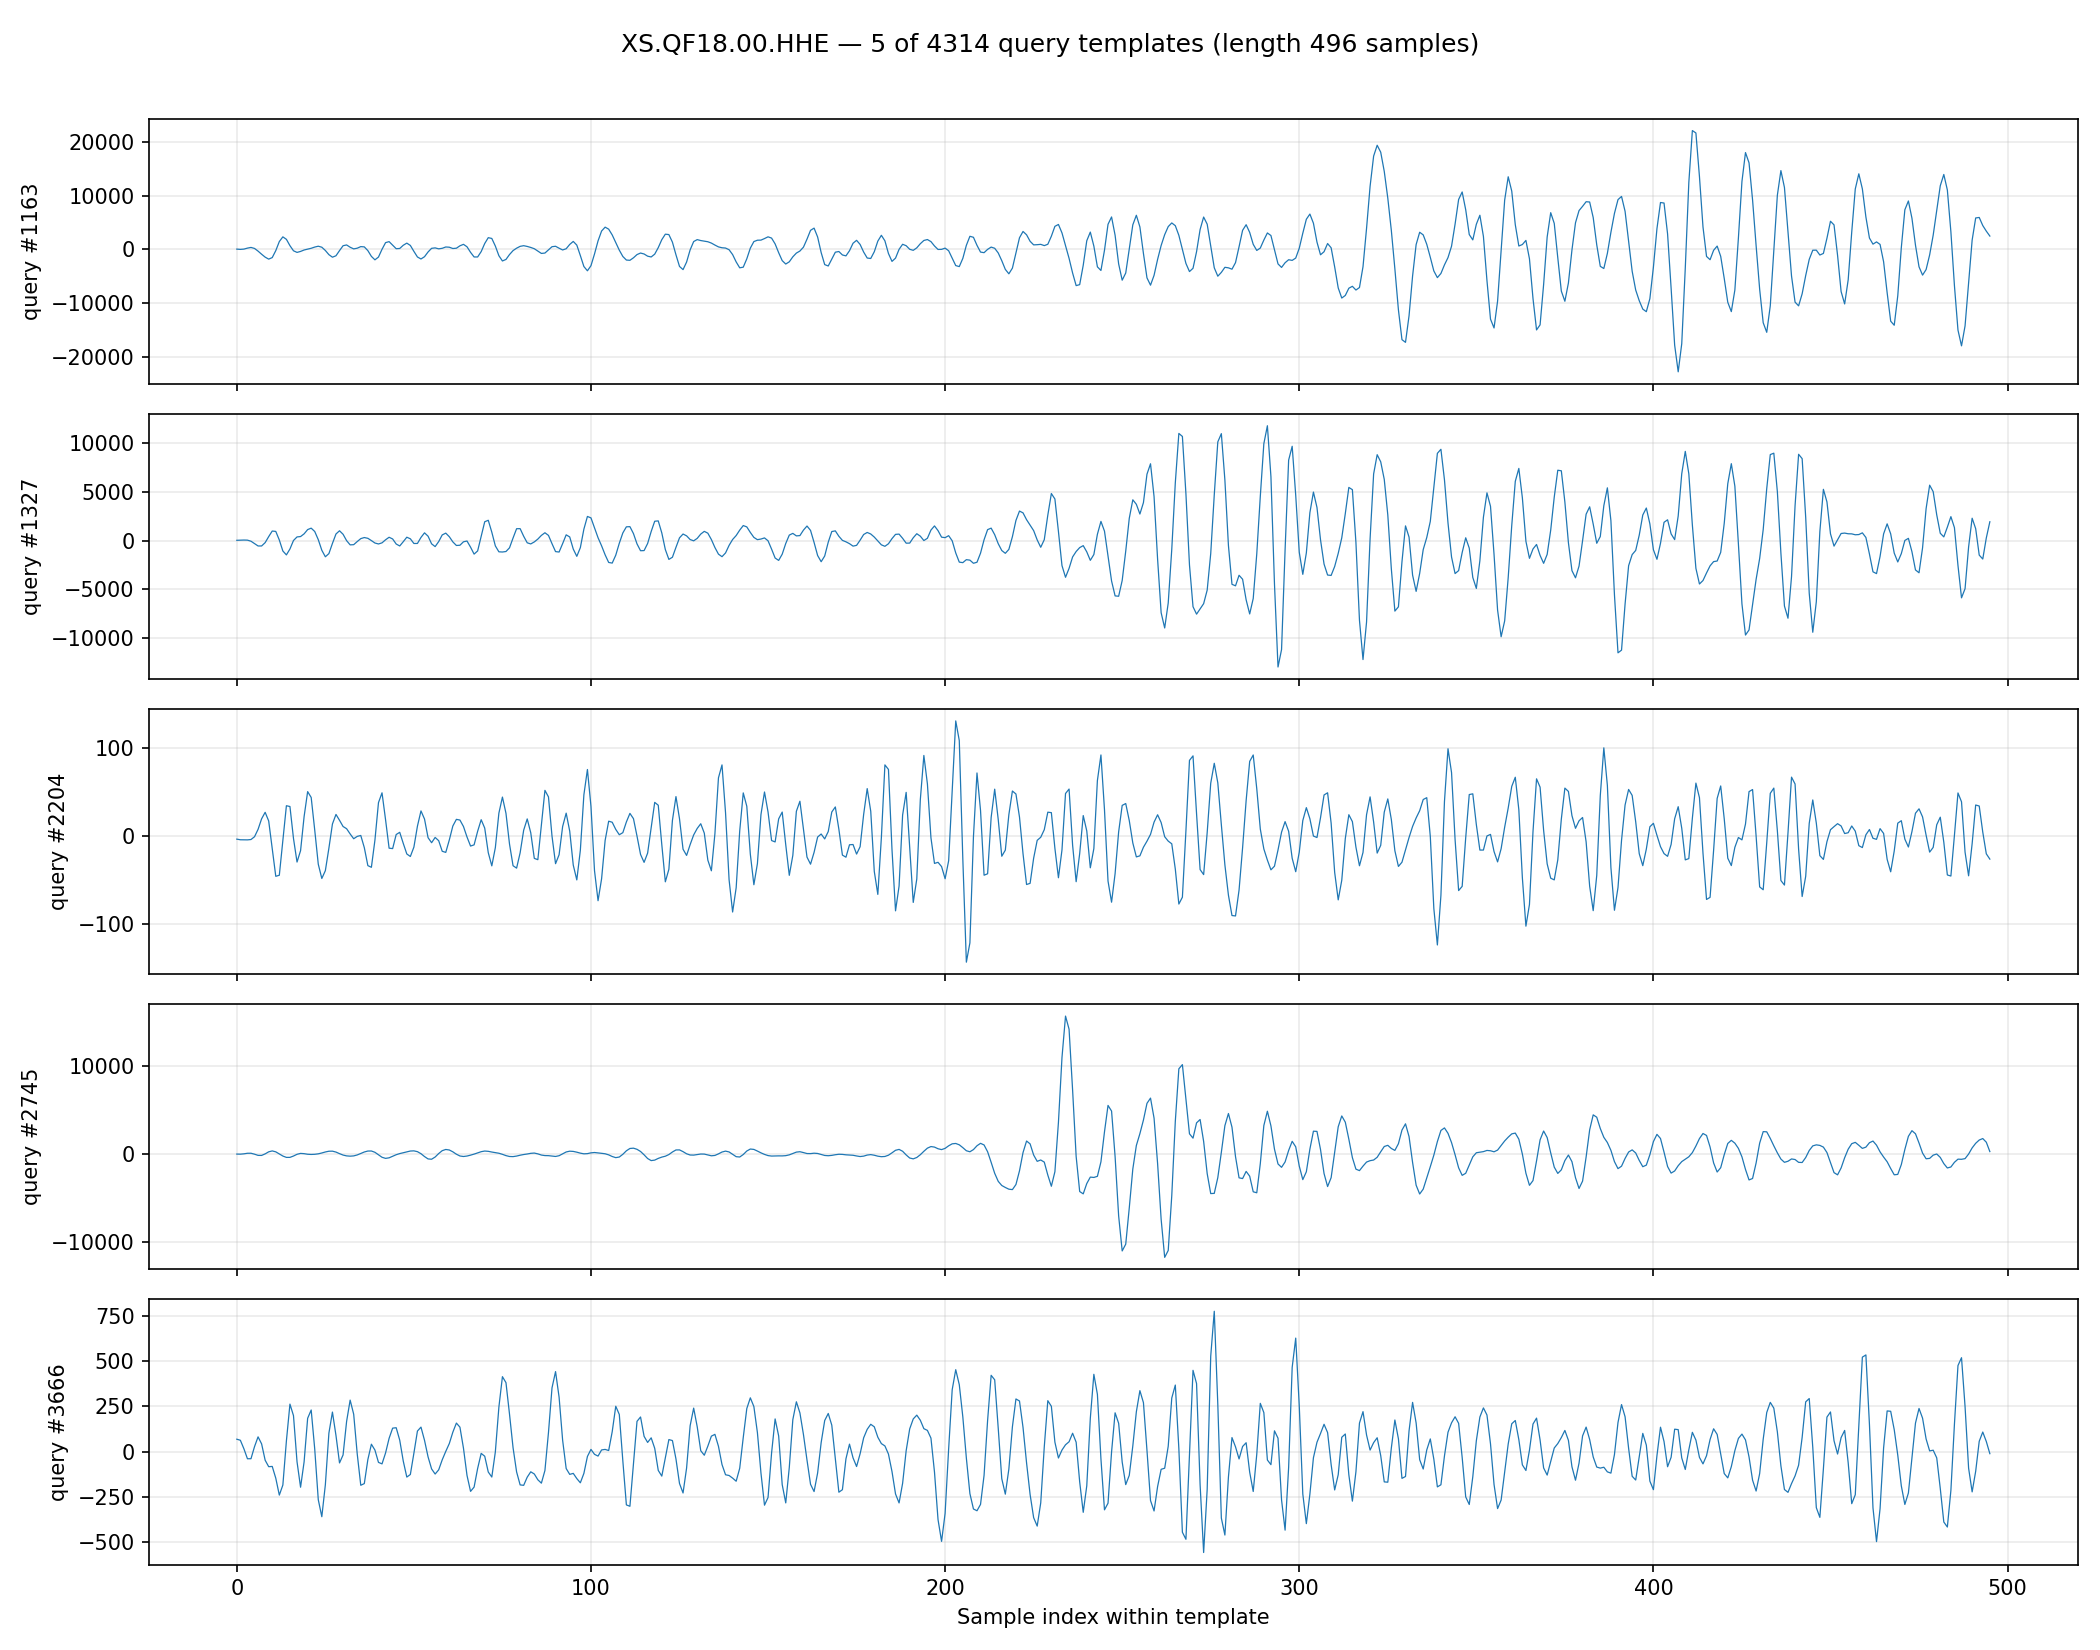 XS.QF18.00.HHE — 5 of 4314 query templates (length 496 samples)
20000
10000
0
−10000
−20000
query #1163
10000
5000
0
−5000
−10000
query #1327
100
0
−100
query #2204
10000
0
−10000
query #2745
750
500
250
0
−250
−500
query #3666
0 100 200 300 400 500
Sample index within template